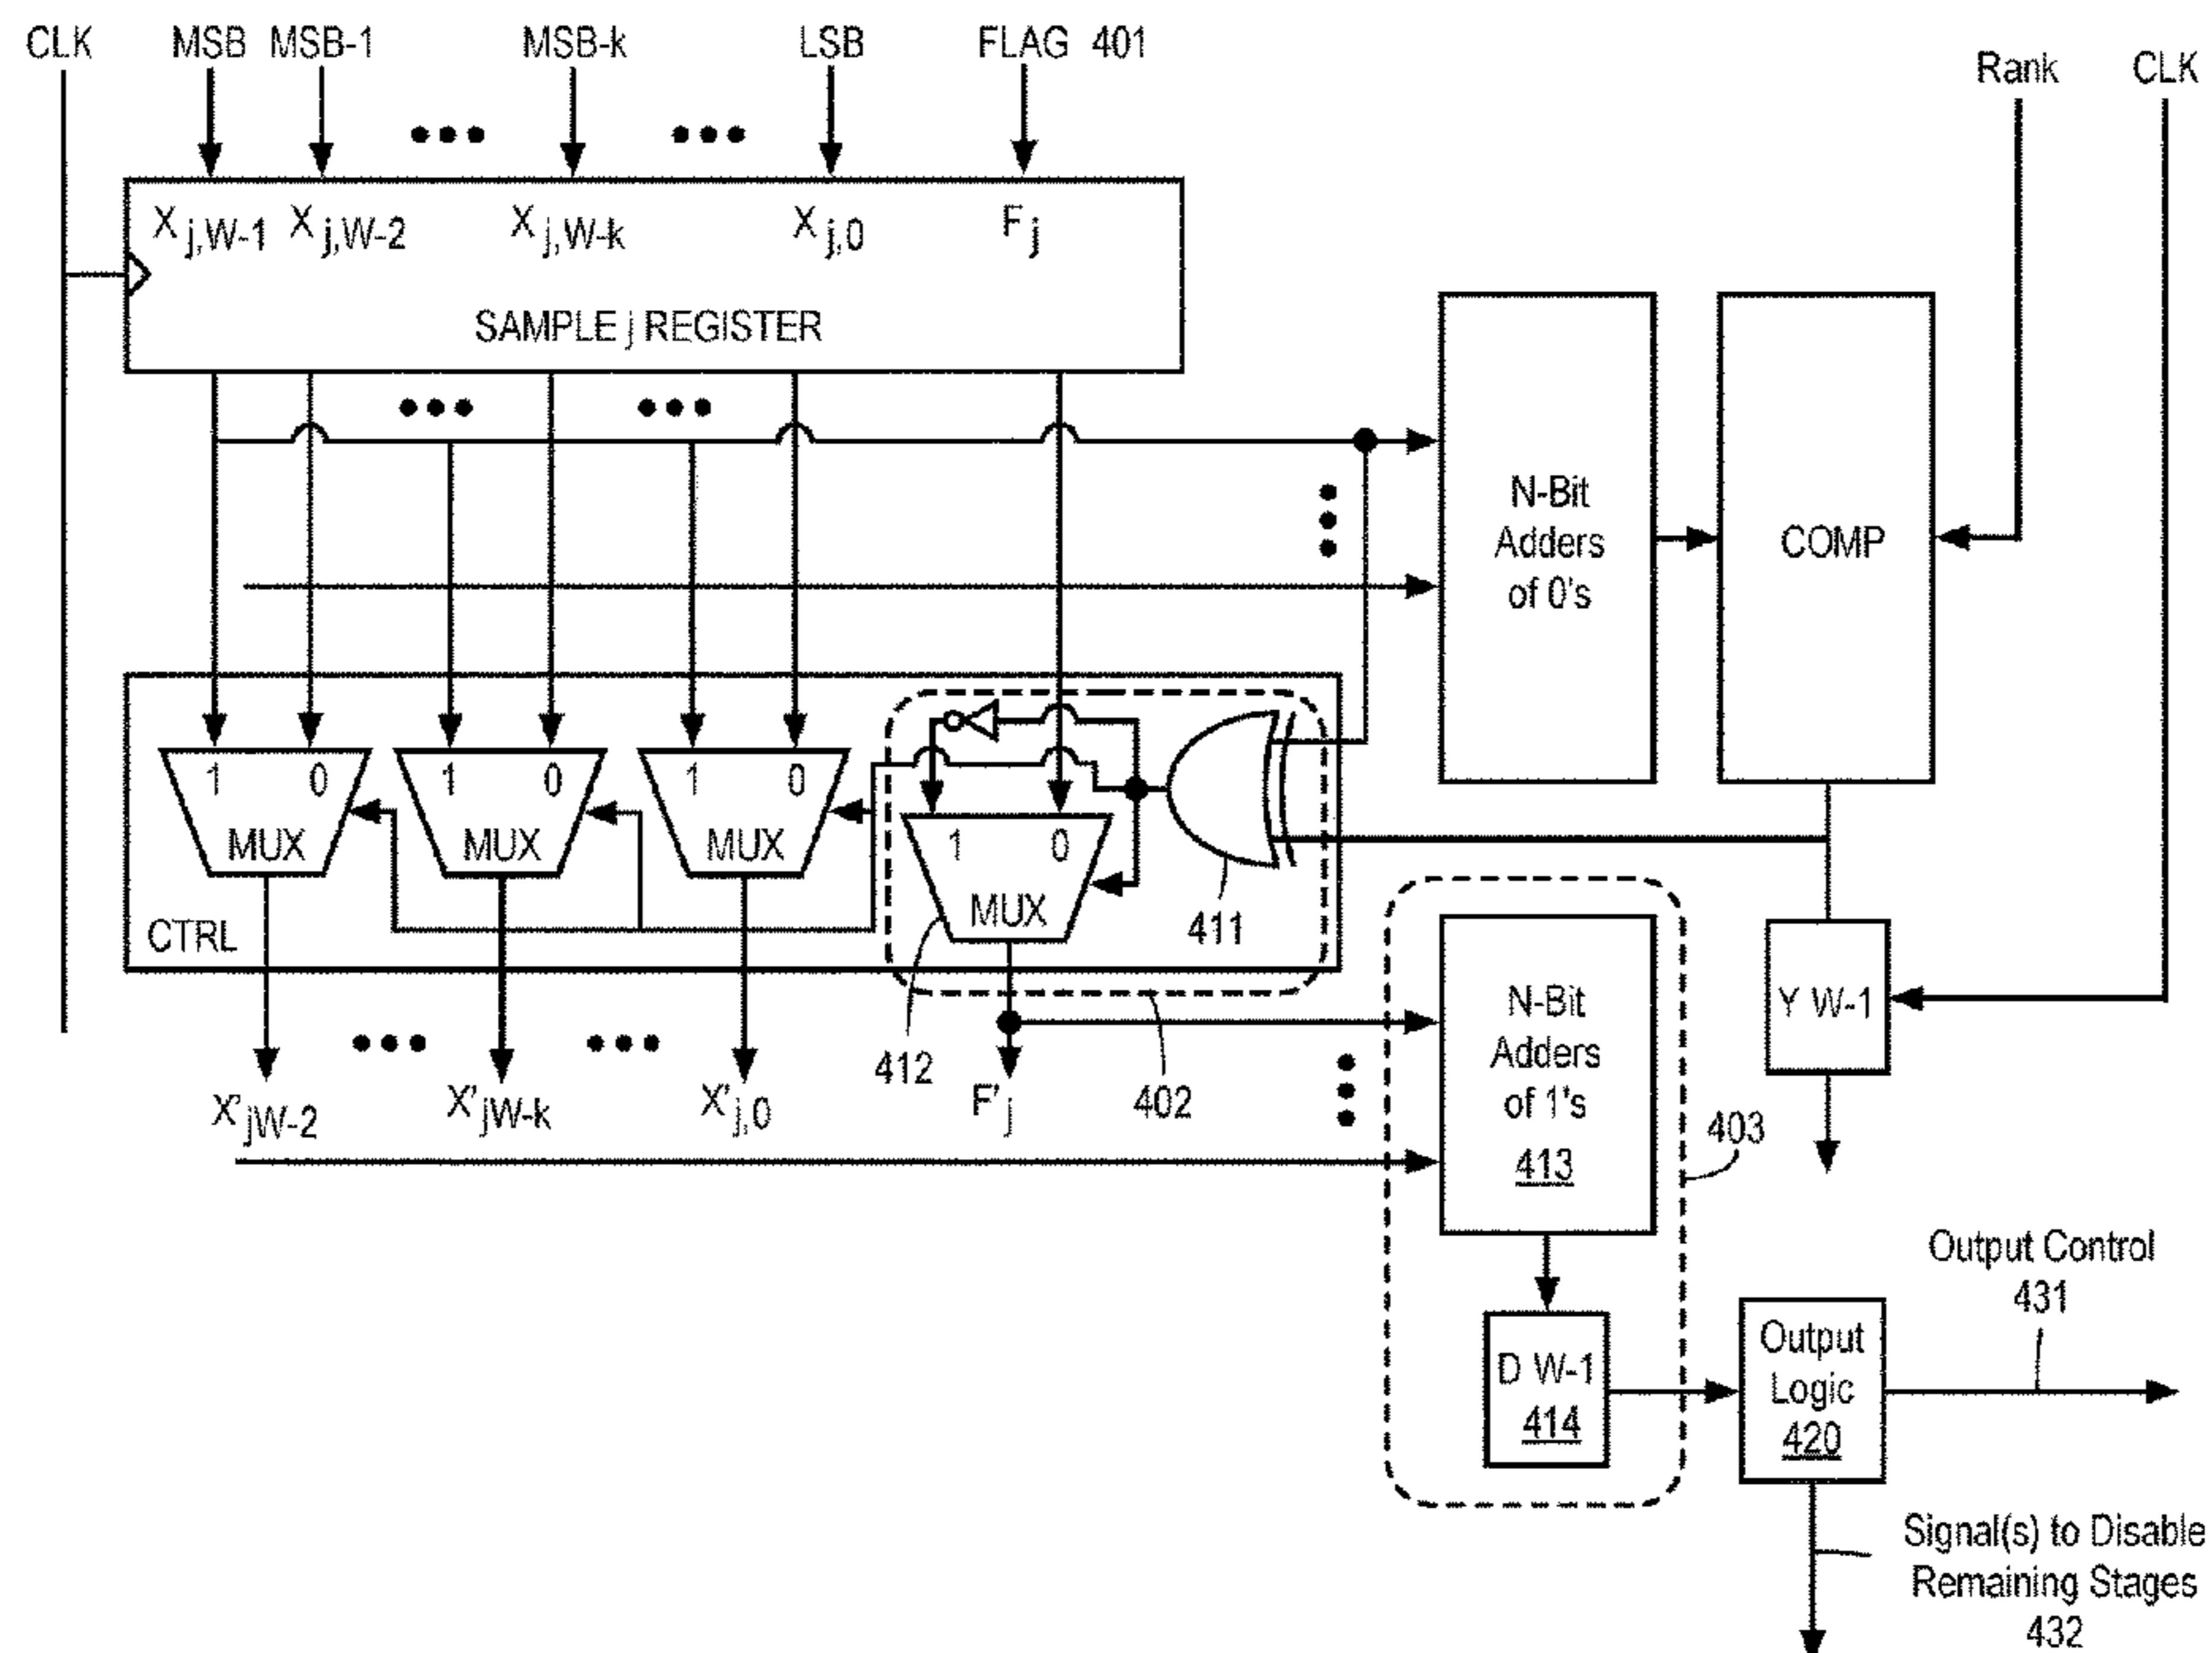 CLK MSB MSB-1 MSB-k LSB FLAG 401 Rank CLK
X j,W-1 X j,W-2 X j,W-k X j,0 F j
SAMPLE j REGISTER
N-Bit
Adders
of 0's
COMP
1 0 1 0 1 0
MUX MUX MUX
1 0
MUX
CTRL
411
412
402
X' jW-2 X' jW-k X' j,0 F' j
N-Bit
Adders
of 1's
413
Y W-1
403
D W-1
414
Output
Logic
420
Output Control
431
Signal(s) to Disable
Remaining Stages
432